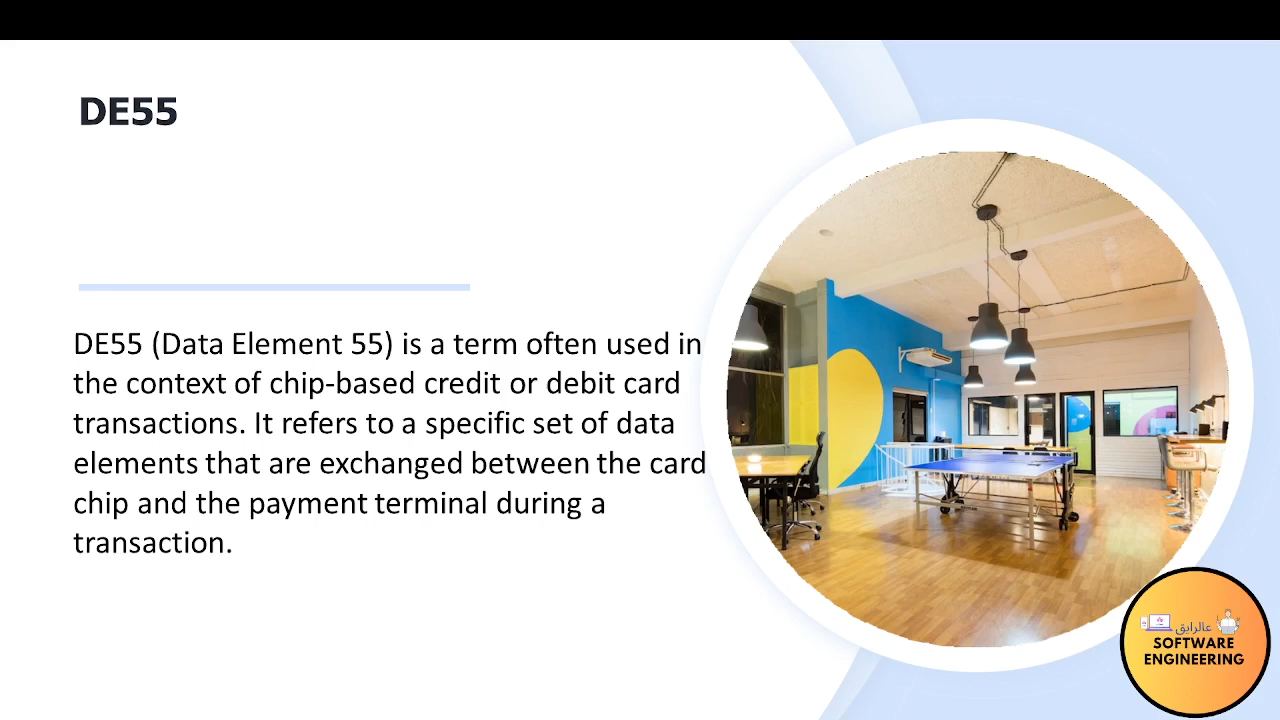 DE55
DE55 (Data Element 55) is a term often used in
the context of chip-based credit or debit card
transactions. It refers to a specific set of data
elements that are exchanged between the card
chip and the payment terminal during a
transaction.
عالرايق
SOFTWARE
ENGINEERING